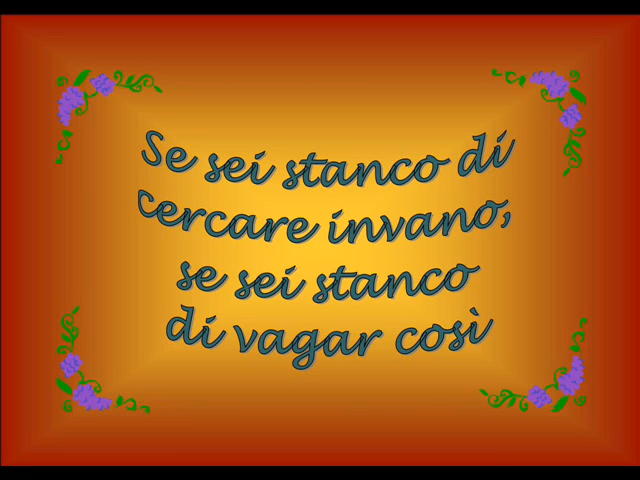 Se sei stanco di
cercare invano,
se sei stanco
di vagar così